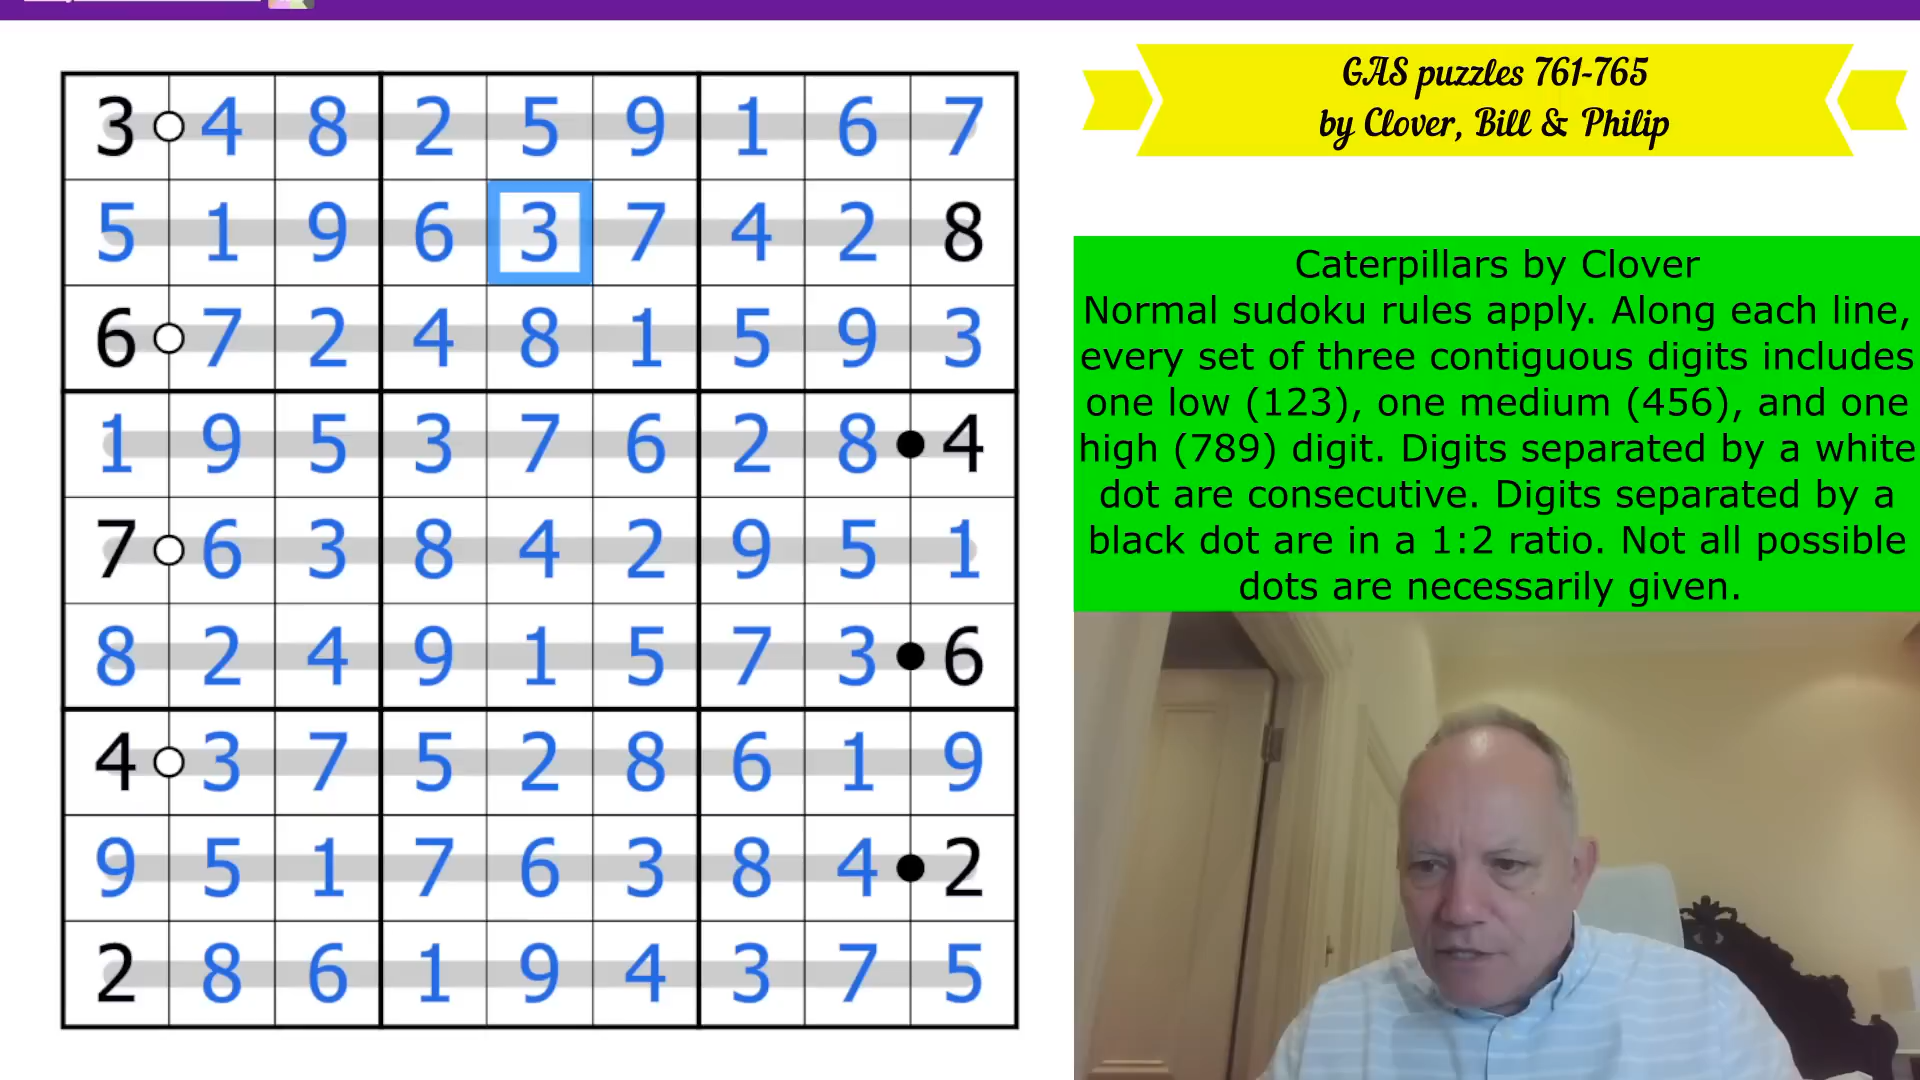 GAS puzzles 761-765
by Clover, Bill & Philip
3 4 8 2 5 9 1 6 7
5 1 9 6 3 7 4 2 8
6 7 2 4 8 1 5 9 3
1 9 5 3 7 6 2 8 4
7 6 3 8 4 2 9 5 1
8 2 4 9 1 5 7 3 6
4 3 7 5 2 8 6 1 9
9 5 1 7 6 3 8 4 2
2 8 6 1 9 4 3 7 5
Caterpillars by Clover
Normal sudoku rules apply. Along each line,
every set of three contiguous digits includes
one low (123), one medium (456), and one
high (789) digit. Digits separated by a white
dot are consecutive. Digits separated by a
black dot are in a 1:2 ratio. Not all possible
dots are necessarily given.